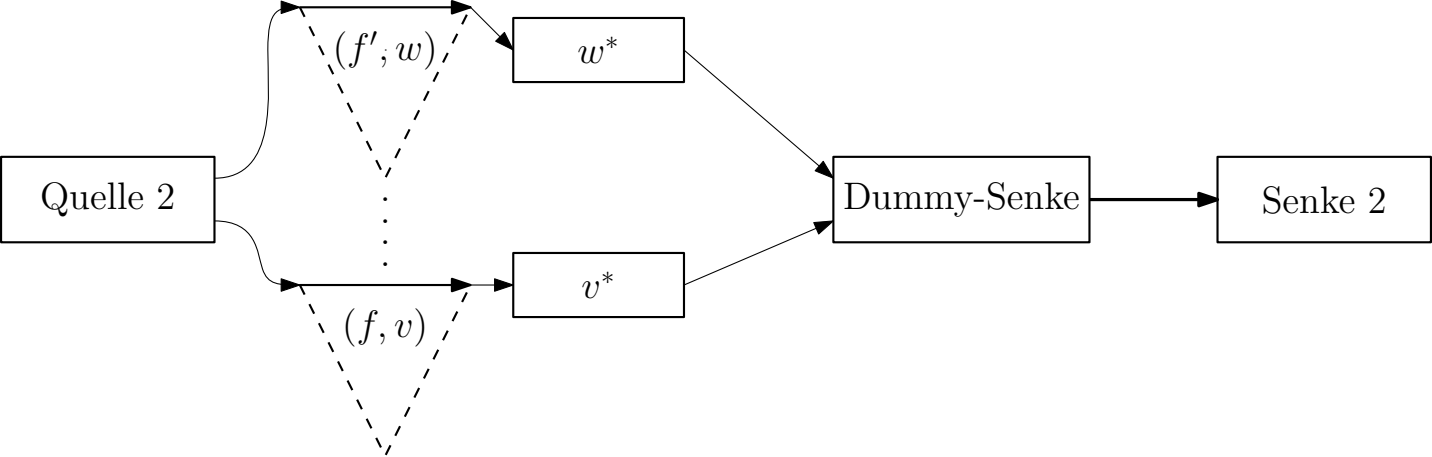 (f′, w)
w*
Quelle 2
Dummy-Senke
Senke 2
v*
(f, v)